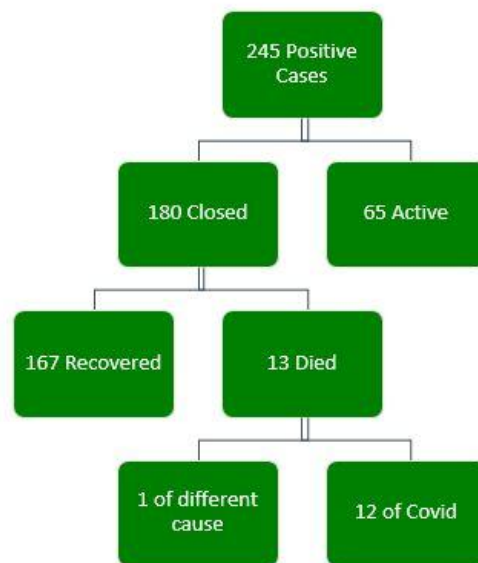 245 Positive
Cases
180 Closed
65 Active
167 Recovered
13 Died
1 of different
cause
12 of Covid